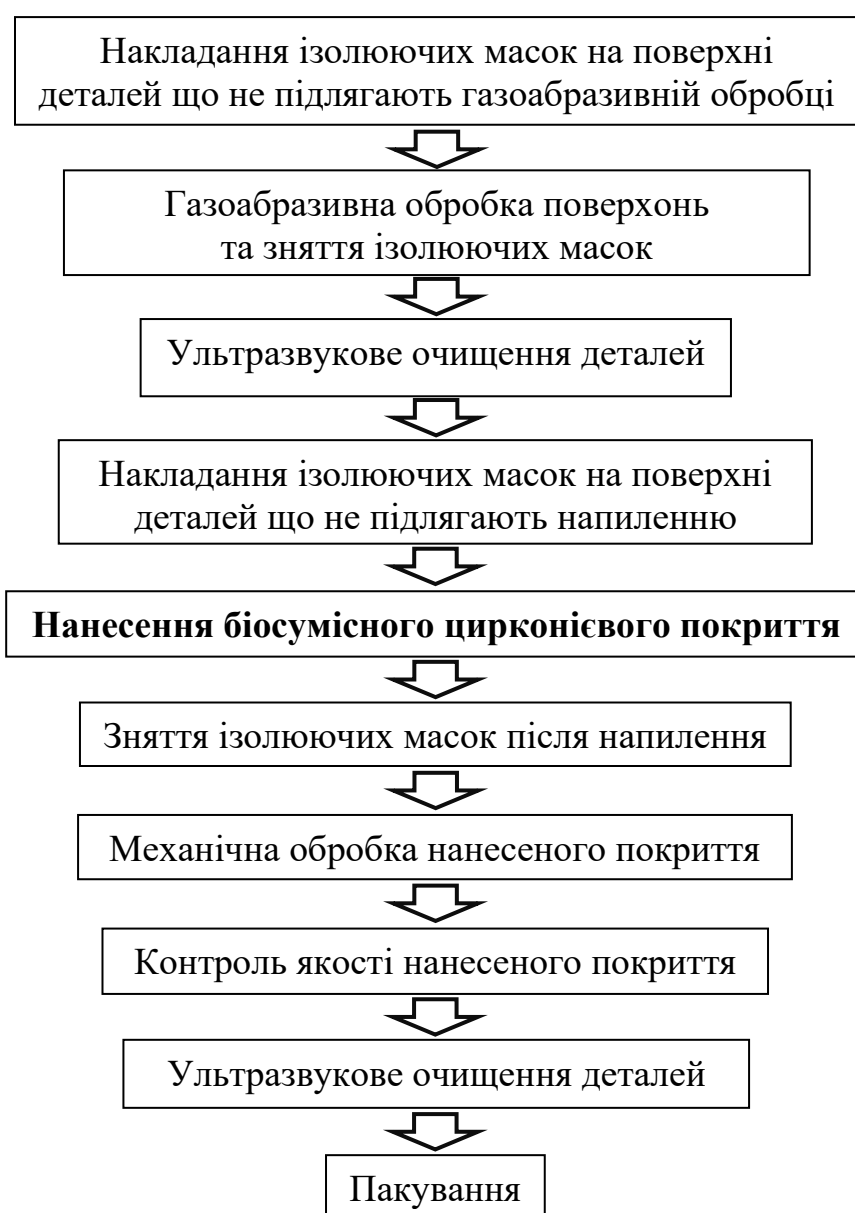 Накладання ізолюючих масок на поверхні
деталей що не підлягають газоабразивній обробці
Газоабразивна обробка поверхонь
та зняття ізолюючих масок
Ультразвукове очищення деталей
Накладання ізолюючих масок на поверхні
деталей що не підлягають напиленню
Нанесення біосумісного цирконієвого покриття
Зняття ізолюючих масок після напилення
Механічна обробка нанесеного покриття
Контроль якості нанесеного покриття
Ультразвукове очищення деталей
Пакування